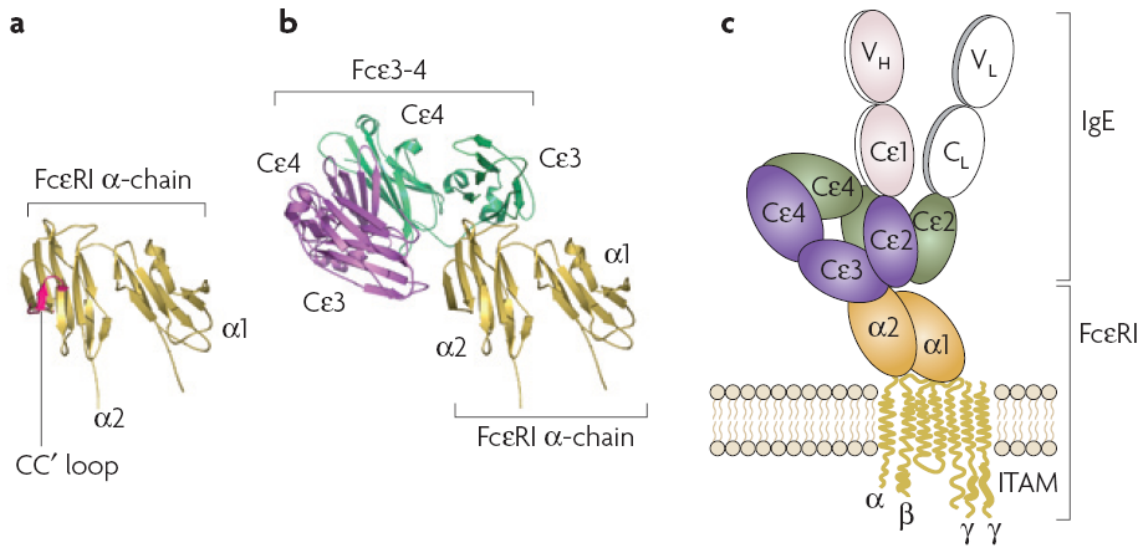 a
FcεRI α-chain
α1
α2
CC′ loop
b
Fcε3-4
Cε4
Cε4
Cε3
Cε3
α1
α2
FcεRI α-chain
c
V_H
V_L
Cε1
C_L
Cε4
Cε4
Cε2
Cε2
Cε3
α2
α1
IgE
FcεRI
ITAM
α
β
γ
γ